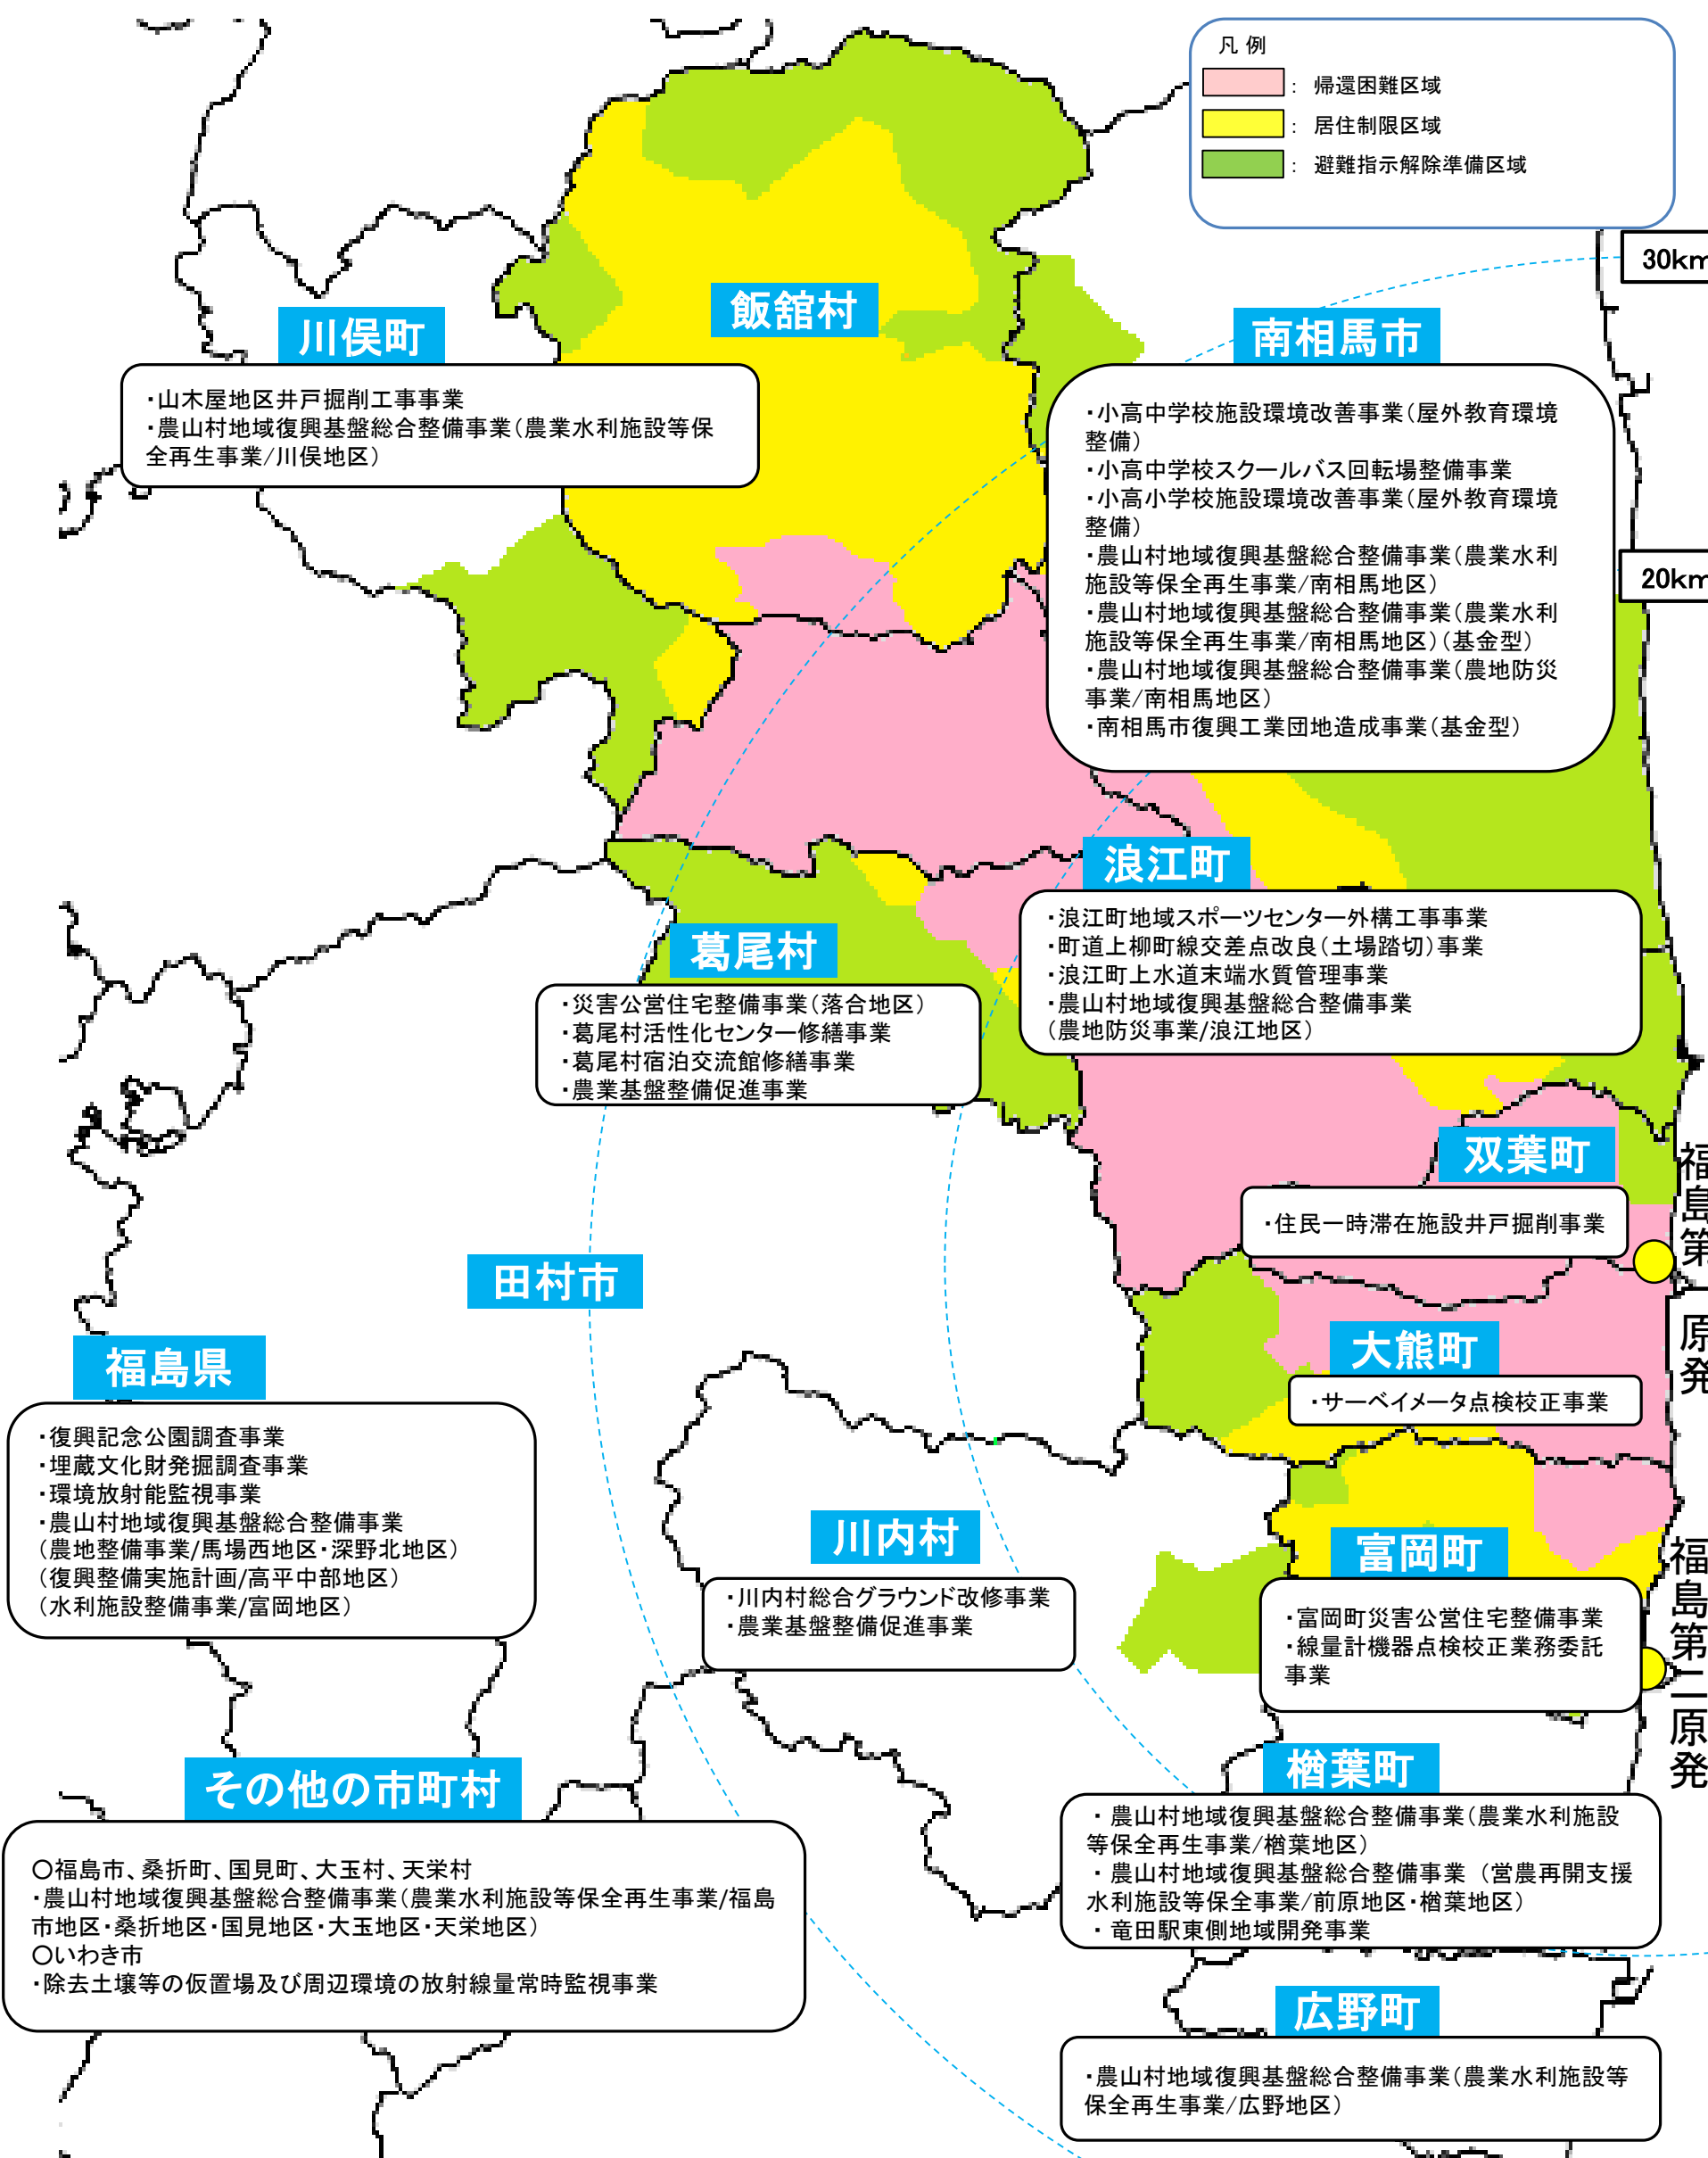 凡 例
： 帰還困難区域
： 居住制限区域
： 避難指示解除準備区域
30km
20km
飯舘村
川俣町
・山木屋地区井戸掘削工事事業
・農山村地域復興基盤総合整備事業（農業水利施設等保
全再生事業/川俣地区）
南相馬市
・小高中学校施設環境改善事業（屋外教育環境
整備）
・小高中学校スクールバス回転場整備事業
・小高小学校施設環境改善事業（屋外教育環境
整備）
・農山村地域復興基盤総合整備事業（農業水利
施設等保全再生事業/南相馬地区）
・農山村地域復興基盤総合整備事業（農業水利
施設等保全再生事業/南相馬地区）（基金型）
・農山村地域復興基盤総合整備事業（農地防災
事業/南相馬地区）
・南相馬市復興工業団地造成事業（基金型）
浪江町
・浪江町地域スポーツセンター外構工事事業
・町道上柳町線交差点改良（土場踏切）事業
・浪江町上水道末端水質管理事業
・農山村地域復興基盤総合整備事業
（農地防災事業/浪江地区）
葛尾村
・災害公営住宅整備事業（落合地区）
・葛尾村活性化センター修繕事業
・葛尾村宿泊交流館修繕事業
・農業基盤整備促進事業
双葉町
・住民一時滞在施設井戸掘削事業
福島第一原発
田村市
大熊町
・サーベイメータ点検校正事業
福島県
・復興記念公園調査事業
・埋蔵文化財発掘調査事業
・環境放射能監視事業
・農山村地域復興基盤総合整備事業
（農地整備事業/馬場西地区・深野北地区）
（復興整備実施計画/高平中部地区）
（水利施設整備事業/富岡地区）
川内村
・川内村総合グラウンド改修事業
・農業基盤整備促進事業
富岡町
・富岡町災害公営住宅整備事業
・線量計機器点検校正業務委託
事業
福島第二原発
楢葉町
・ 農山村地域復興基盤総合整備事業（農業水利施設
等保全再生事業/楢葉地区）
・ 農山村地域復興基盤総合整備事業 （営農再開支援
水利施設等保全事業/前原地区・楢葉地区）
・ 竜田駅東側地域開発事業
その他の市町村
〇福島市、桑折町、国見町、大玉村、天栄村
・農山村地域復興基盤総合整備事業（農業水利施設等保全再生事業/福島
市地区・桑折地区・国見地区・大玉地区・天栄地区）
〇いわき市
・除去土壌等の仮置場及び周辺環境の放射線量常時監視事業
広野町
・農山村地域復興基盤総合整備事業（農業水利施設等
保全再生事業/広野地区）